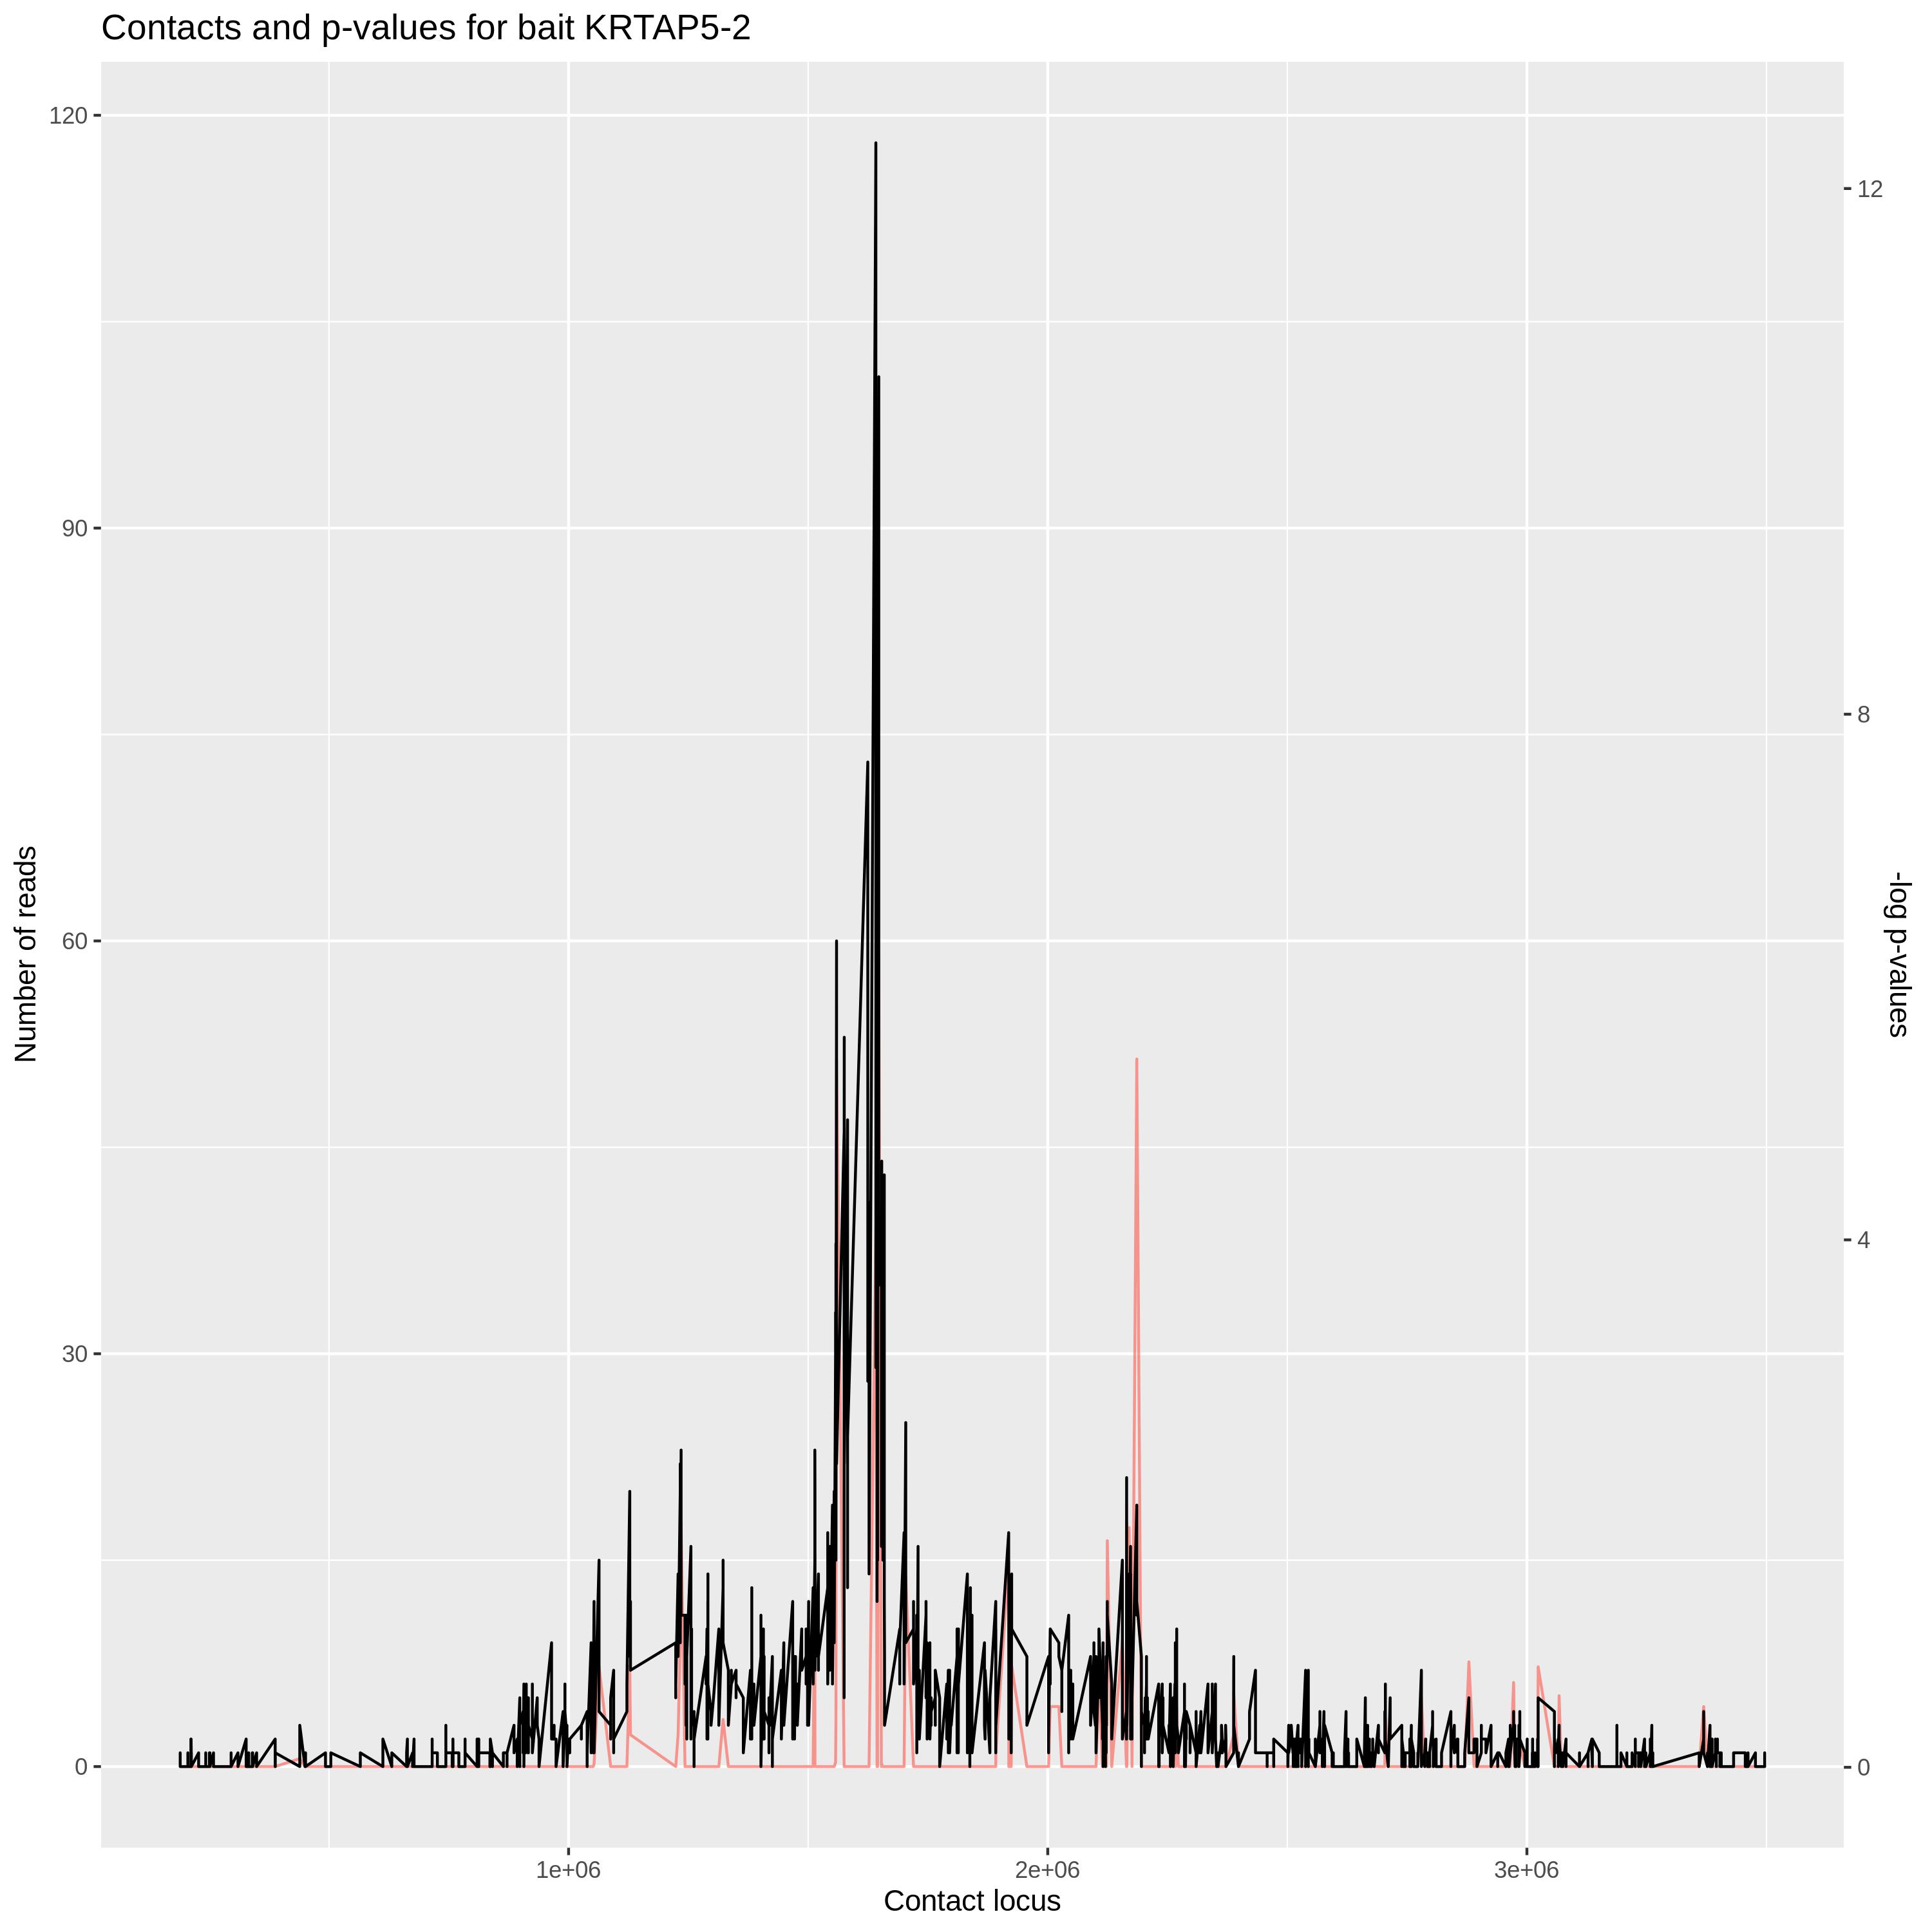 Contacts and p-values for bait KRTAP5-2
120
90
60
30
0
Number of reads
12
8
4
0
-log p-values
1e+06
2e+06
3e+06
Contact locus